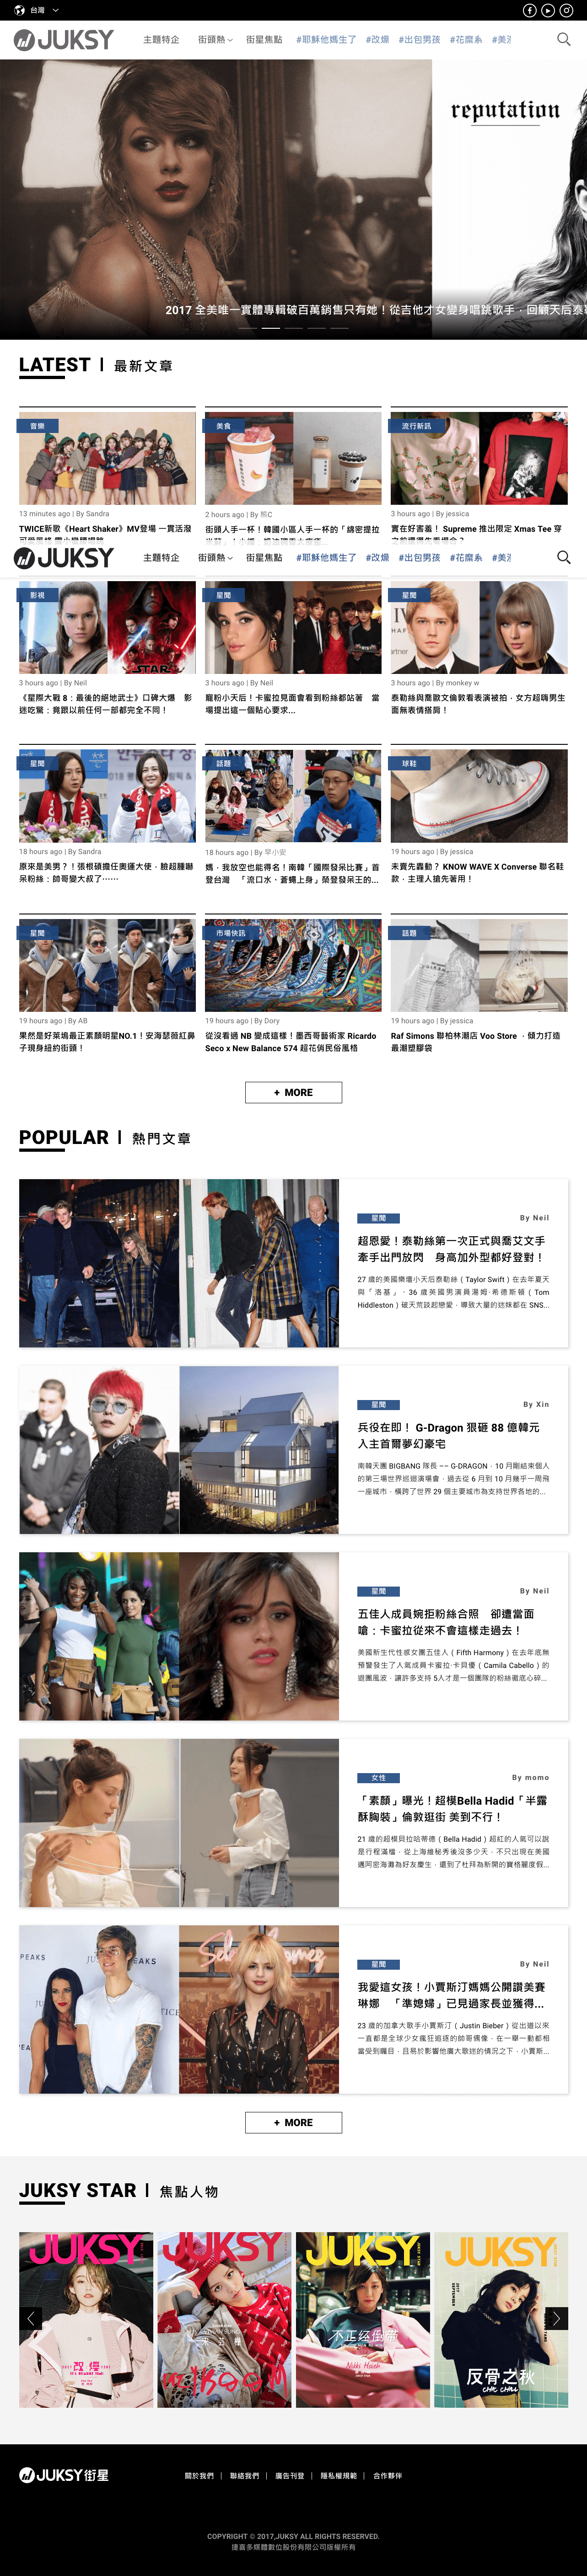 台灣
JUKSY
主題特企 街頭熱 街星焦點 #耶穌他媽生了 #改燥 #出包男孩 #花靡系
reputation
2017 全美唯一實體專輯破百萬銷售只有她！從吉他才女變身唱跳歌手，回顧天后泰勒
LATEST | 最新文章
音樂
13 minutes ago | By Sandra
TWICE新歌《Heart Shaker》MV登場 一貫活潑
美食
2 hours ago | By 熊C
街頭人手一杯！韓國小區人手一杯的「綿密提拉
流行新訊
3 hours ago | By jessica
實在好害羞！ Supreme 推出限定 Xmas Tee 穿
JUKSY
主題特企 街頭熱 街星焦點 #耶穌他媽生了 #改燥 #出包男孩 #花靡系
影視
STAR
3 hours ago | By Neil
《星際大戰 8：最後的絕地武士》口碑大爆 影
迷吃驚：竟跟以前任何一部都完全不同！
星聞
3 hours ago | By Neil
寵粉小天后！卡蜜拉見面會看到粉絲都站著 當
場提出這一個貼心要求...
星聞
3 hours ago | By monkey w
泰勒絲與喬歐文倫敦看表演被拍，女方超嗨男生
面無表情搭肩！
星聞
18 hours ago | By Sandra
原來是美男？！張根碩擔任奧運大使，臉超腫嚇
呆粉絲：帥哥變大叔了⋯⋯
話題
18 hours ago | By 早小安
媽，我放空也能得名！南韓「國際發呆比賽」首
登台灣 「流口水、蒼蠅上身」榮登發呆王的...
球鞋
19 hours ago | By jessica
未賣先轟動？ KNOW WAVE X Converse 聯名鞋
款，主理人搶先著用！
星聞
19 hours ago | By AB
果然是好萊塢最正素顏明星NO.1！安海瑟薇紅鼻
子現身紐約街頭！
市場快訊
19 hours ago | By Dory
從沒看過 NB 變成這樣！墨西哥藝術家 Ricardo
Seco x New Balance 574 超花俏民俗風格
話題
19 hours ago | By jessica
Raf Simons 聯柏林潮店 Voo Store ，傾力打造
最潮塑膠袋
+ MORE
POPULAR | 熱門文章
星聞
By Neil
超恩愛！泰勒絲第一次正式與喬艾文手
牽手出門放閃 身高加外型都好登對！
27 歲的美國樂壇小天后泰勒絲（Taylor Swift）在去年夏天
與「洛基」，36 歲英國男演員湯姆·希德斯頓（Tom
Hiddleston）破天荒談起戀愛，導致大量的迷妹都在 SNS...
星聞
By Xin
兵役在即！ G-Dragon 狠砸 88 億韓元
入主首爾夢幻豪宅
南韓天團 BIGBANG 隊長 –– G-DRAGON，10 月剛結束個人
的第三場世界巡迴演唱會，過去從 6 月到 10 月幾乎一周飛
一座城市，橫跨了世界 29 個主要城市為支持世界各地的...
星聞
By Neil
五佳人成員婉拒粉絲合照 卻遭當面
嗆：卡蜜拉從來不會這樣走過去！
美國新生代性感女團五佳人（Fifth Harmony）在去年底無
預警發生了人氣成員卡蜜拉·卡貝優（Camila Cabello）的
退團風波，讓許多支持 5人才是一個團隊的粉絲徹底心碎...
女性
By momo
「素顏」曝光！超模Bella Hadid「半露
酥胸裝」倫敦逛街 美到不行！
21 歲的超模貝拉哈蒂德（Bella Hadid）超紅的人氣可以說
是行程滿檔，從上海維秘秀後沒多少天，不只出現在美國
邁阿密海灘為好友慶生，還到了杜拜為新開的寶格麗度假...
PEAKS
星聞
By Neil
我愛這女孩！小賈斯汀媽媽公開讚美賽
琳娜 「準媳婦」已見過家長並獲得...
23 歲的加拿大歌手小賈斯汀（Justin Bieber）從出道以來
一直都是全球少女瘋狂追逐的帥哥偶像，在一舉一動都相
當受到矚目，且易於影響他廣大歌迷的情況之下，小賈斯...
+ MORE
JUKSY STAR | 焦點人物
JUKSY
JUKSY
JUKSY
不正經倒帶
Nikki Hsieh
JUKSY
反骨之秋
JUKSY街星
關於我們 | 聯絡我們 | 廣告刊登 | 隱私權規範 | 合作夥伴
COPYRIGHT © 2017,JUKSY ALL RIGHTS RESERVED.
捷喜多媒體數位股份有限公司版權所有